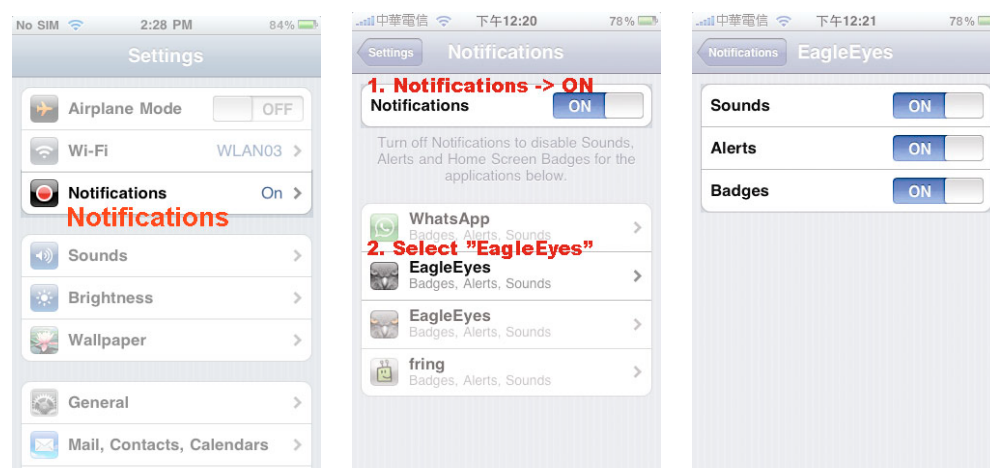 No SIM 2:28 PM 84%
Settings
Airplane Mode OFF
Wi-Fi WLAN03
Notifications On
Notifications
Sounds
Brightness
Wallpaper
General
Mail, Contacts, Calendars
中華電信 下午12:20 78%
Settings Notifications
1. Notifications -> ON
Notifications ON
Turn off Notifications to disable Sounds,
Alerts and Home Screen Badges for the
applications below.
WhatsApp
Badges, Alerts, Sounds
2. Select ”EagleEyes”
EagleEyes
Badges, Alerts, Sounds
EagleEyes
Badges, Alerts, Sounds
fring
Badges, Alerts, Sounds
中華電信 下午12:21 78%
Notifications EagleEyes
Sounds ON
Alerts ON
Badges ON